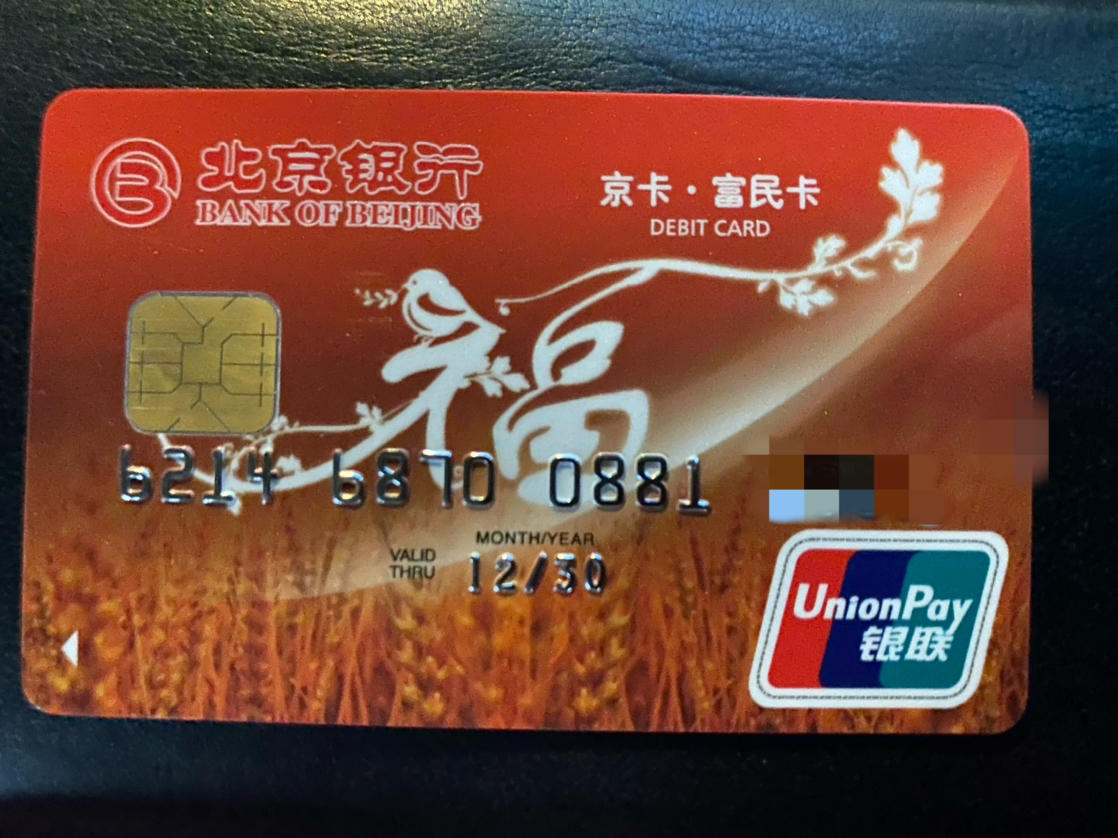 北京银行
BANK OF BEIJING
京卡·富民卡
DEBIT CARD
福
6214 6870 0881
MONTH/YEAR
VALID THRU
12/30
UnionPay
银联